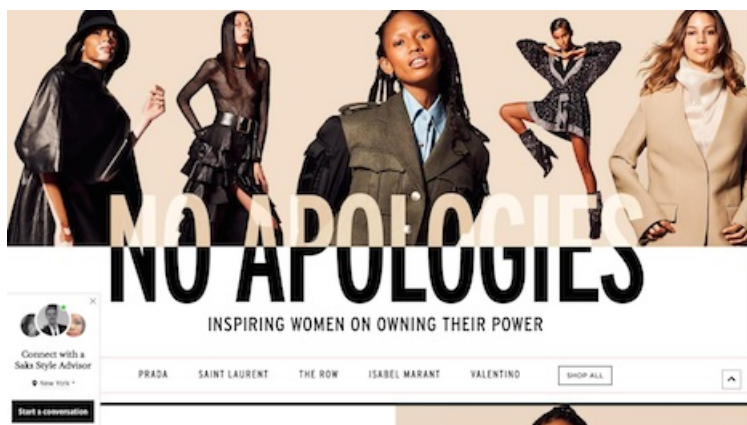 NO APOLOGIES
INSPIRING WOMEN ON OWNING THEIR POWER
Connect with a
Saks Style Advisor
New York
Start a conversation
PRADA SAINT LAURENT THE ROW ISABEL MARANT VALENTINO SHOP ALL